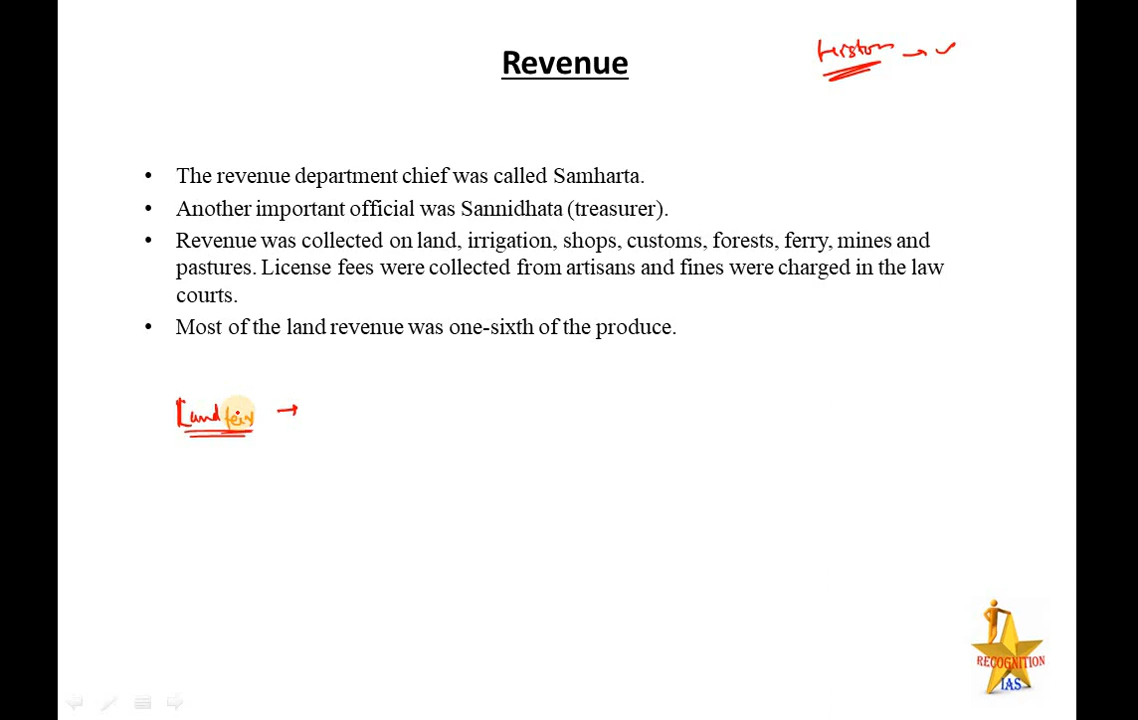 Revenue
• The revenue department chief was called Samharta.
• Another important official was Sannidhata (treasurer).
• Revenue was collected on land, irrigation, shops, customs, forests, ferry, mines and
pastures. License fees were collected from artisans and fines were charged in the law
courts.
• Most of the land revenue was one-sixth of the produce.
Land →
RECOGNITION
IAS